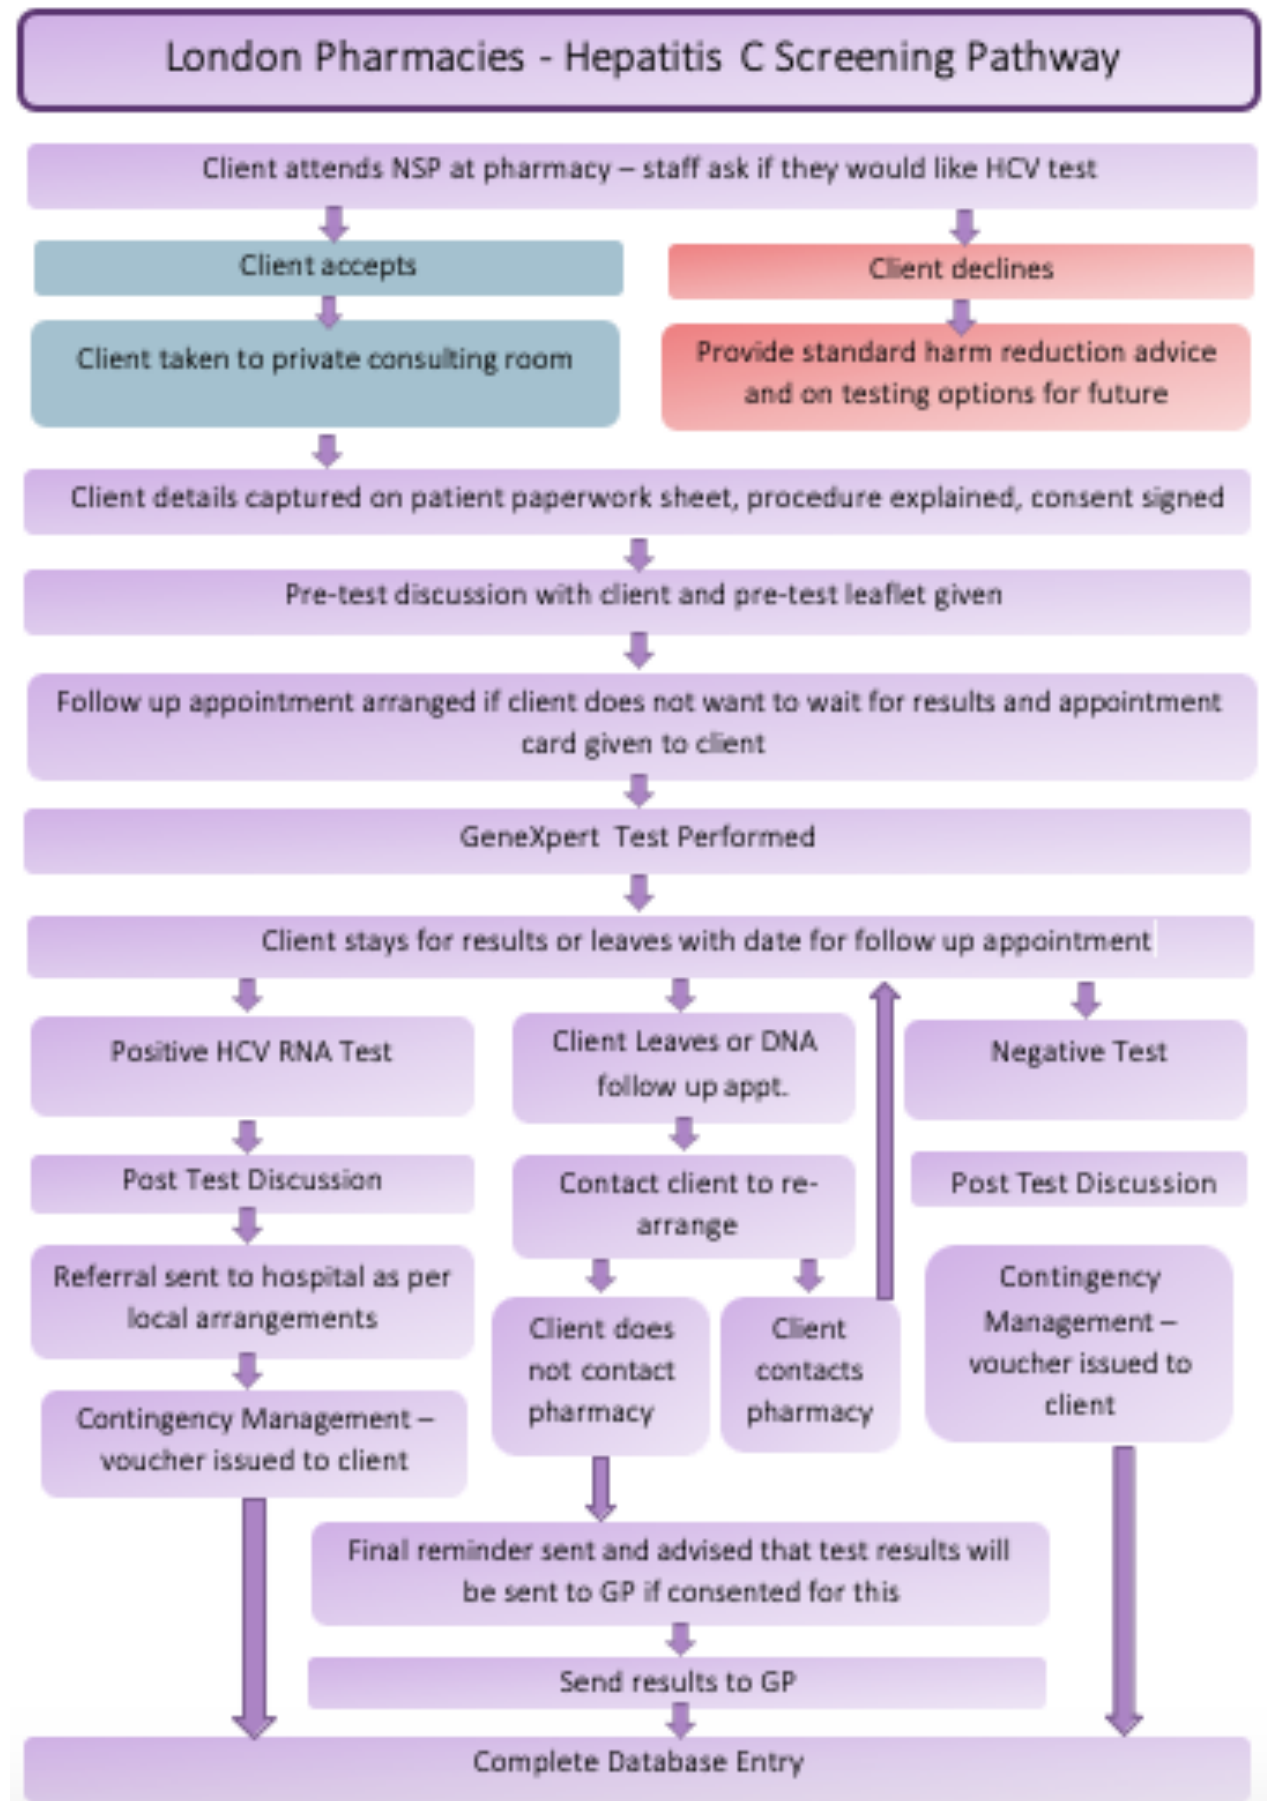 London Pharmacies - Hepatitis C Screening Pathway
Client attends NSP at pharmacy – staff ask if they would like HCV test
Client accepts
Client declines
Client taken to private consulting room
Provide standard harm reduction advice
and on testing options for future
Client details captured on patient paperwork sheet, procedure explained, consent signed
Pre-test discussion with client and pre-test leaflet given
Follow up appointment arranged if client does not want to wait for results and appointment
card given to client
GeneXpert Test Performed
Client stays for results or leaves with date for follow up appointment
Positive HCV RNA Test
Post Test Discussion
Referral sent to hospital as per
local arrangements
Contingency Management –
voucher issued to client
Client Leaves or DNA
follow up appt.
Contact client to re-
arrange
Client does
not contact
pharmacy
Client
contacts
pharmacy
Negative Test
Post Test Discussion
Contingency
Management –
voucher issued to
client
Final reminder sent and advised that test results will
be sent to GP if consented for this
Send results to GP
Complete Database Entry